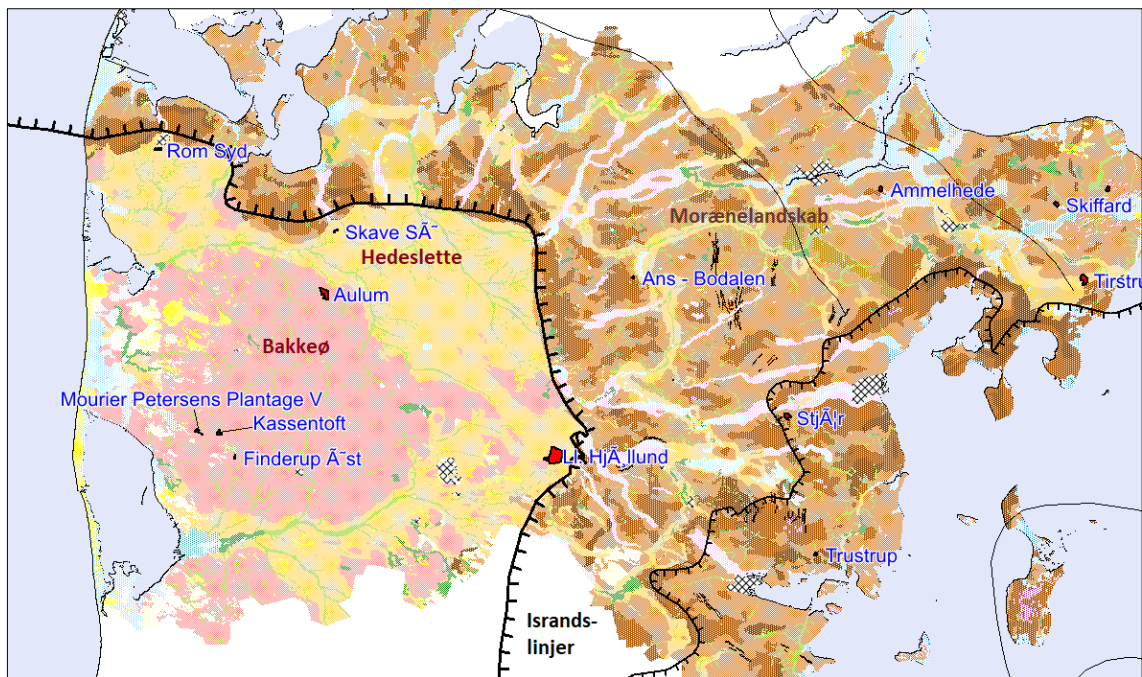 Rom Syd
Ammelhede
Skiffard
Morænelandskab
Skave SÃ˜
Hedeslette
Ans - Bodalen
Tirstru
Aulum
Bakkeø
Mourier Petersens Plantage V
Kassentoft
StjÃ¦r
Finderup Ã˜st
Ll. HjÃ¸llund
Trustrup
Isrands-
linjer